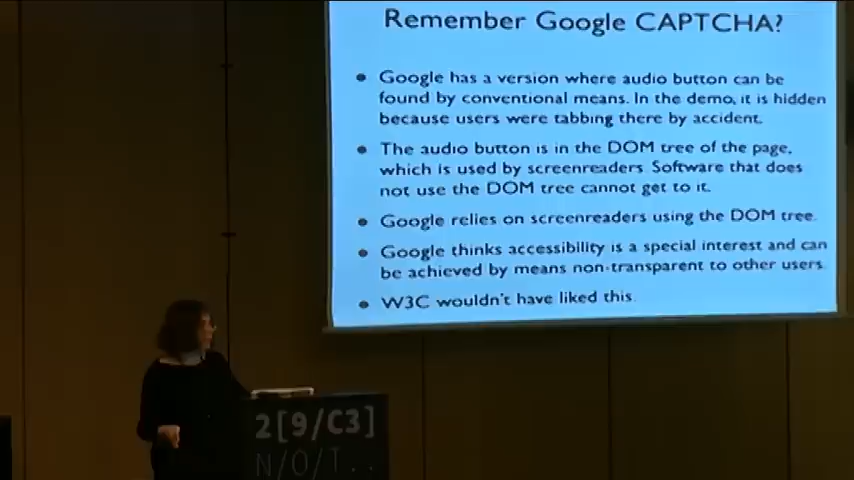 Remember Google CAPTCHA?
• Google has a version where audio button can be
found by conventional means. In the demo, it is hidden
because users were tabbing there by accident.
• The audio button is in the DOM tree of the page,
which is used by screenreaders. Software that does
not use the DOM tree cannot get to it.
• Google relies on screenreaders using the DOM tree.
• Google thinks accessibility is a special interest and can
be achieved by means non-transparent to other users.
• W3C wouldn't have liked this.
2[9/C3]
N/O/T..